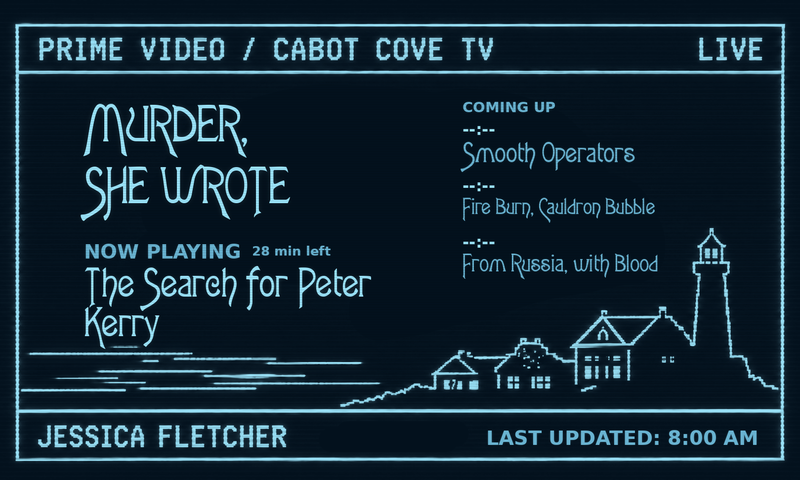 PRIME VIDEO / CABOT COVE TV
LIVE
MURDER,
SHE WROTE
NOW PLAYING 28 min left
The Search for Peter
Kerry
COMING UP
--:--
Smooth Operators
--:--
Fire Burn, Cauldron Bubble
--:--
From Russia, with Blood
JESSICA FLETCHER
LAST UPDATED: 8:00 AM